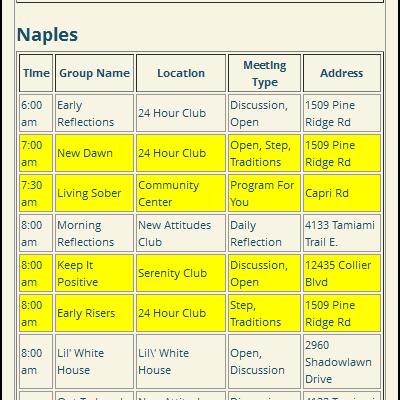 Naples
Time Group Name Location Meeting Type Address
6:00 am Early Reflections 24 Hour Club Discussion, Open 1509 Pine Ridge Rd
7:00 am New Dawn 24 Hour Club Open, Step, Traditions 1509 Pine Ridge Rd
7:30 am Living Sober Community Center Program For You Capri Rd
8:00 am Morning Reflections New Attitudes Club Daily Reflection 4133 Tamiami Trail E.
8:00 am Keep It Positive Serenity Club Discussion, Open 12435 Collier Blvd
8:00 am Early Risers 24 Hour Club Step, Traditions 1509 Pine Ridge Rd
8:00 am Lil' White House Lil\' White House Open, Discussion 2960 Shadowlawn Drive